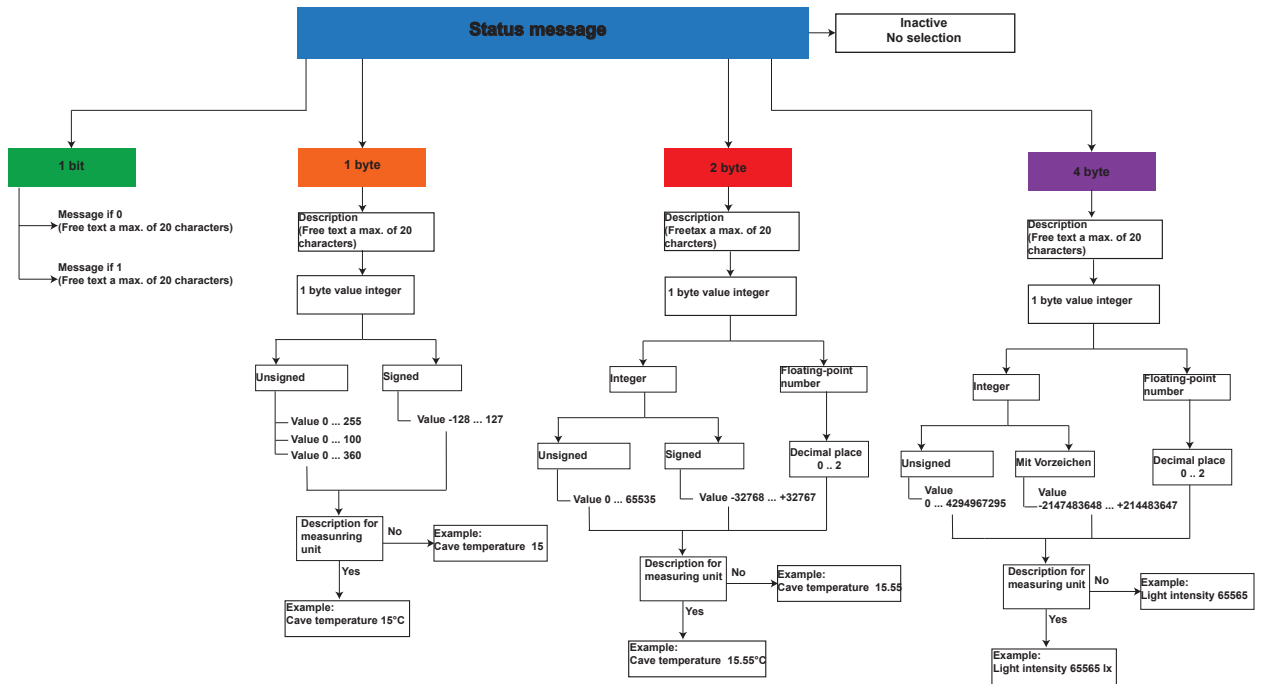 Status message
Inactive
No selection
1 bit
1 byte
2 byte
4 byte
Message if 0
(Free text a max. of 20 characters)
Message if 1
(Free text a max. of 20 characters)
Description
(Free text a max. of 20
characters)
1 byte value integer
Unsigned
Signed
Value 0 ... 255
Value 0 ... 100
Value 0 ... 360
Value -128 ... 127
Description for
measunring
unit
No
Example:
Cave temperature 15
Yes
Example:
Cave temperature 15°C
Description
(Freetax a max. of 20
charcters)
1 byte value integer
Integer
Floating-point
number
Unsigned
Signed
Decimal place
0 .. 2
Value 0 ... 65535
Value -32768 ... +32767
Description for
measuring unit
No
Example:
Cave temperature 15.55
Yes
Example:
Cave temperature 15.55°C
Description
(Free text a max. of 20
characters)
1 byte value integer
Integer
Floating-point
number
Unsigned
Mit Vorzeichen
Decimal place
0 .. 2
Value
0 ... 4294967295
Value
-2147483648 ... +214483647
Description for
measuring unit
No
Example:
Light intensity 65565
Yes
Example:
Light intensity 65565 lx